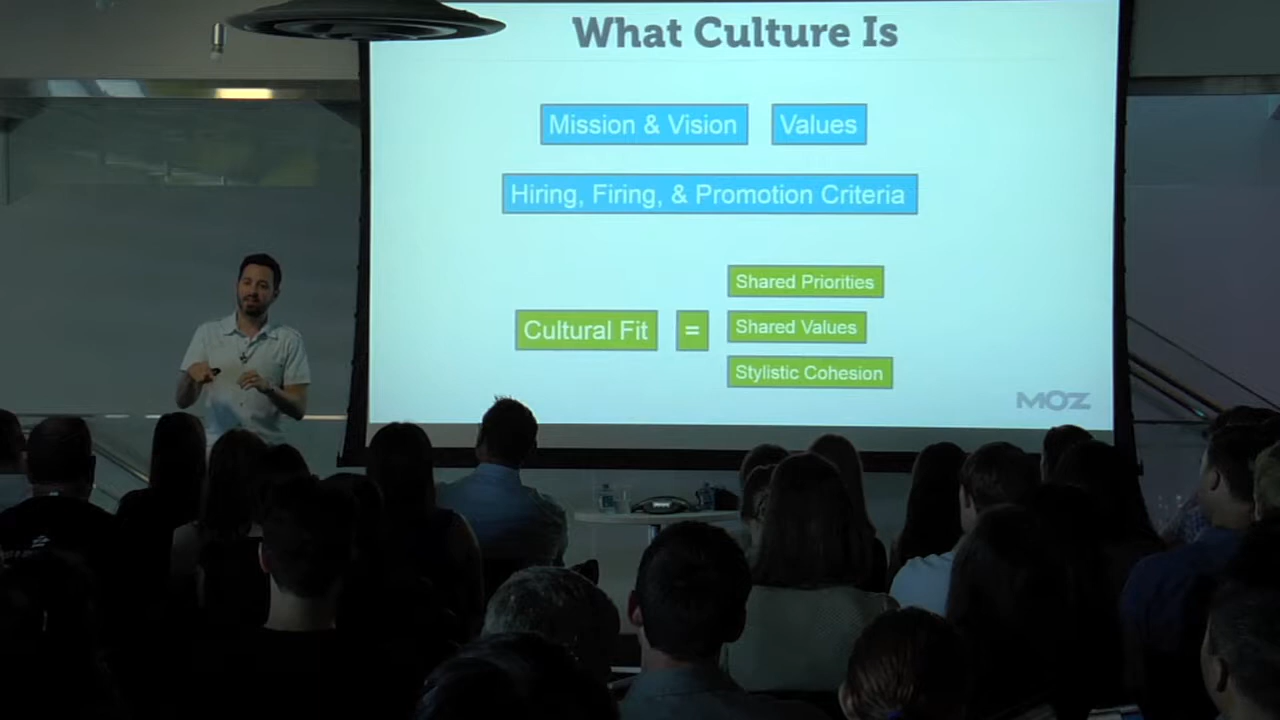 What Culture Is
Mission & Vision Values
Hiring, Firing, & Promotion Criteria
Shared Priorities
Cultural Fit = Shared Values
Stylistic Cohesion
MOZ